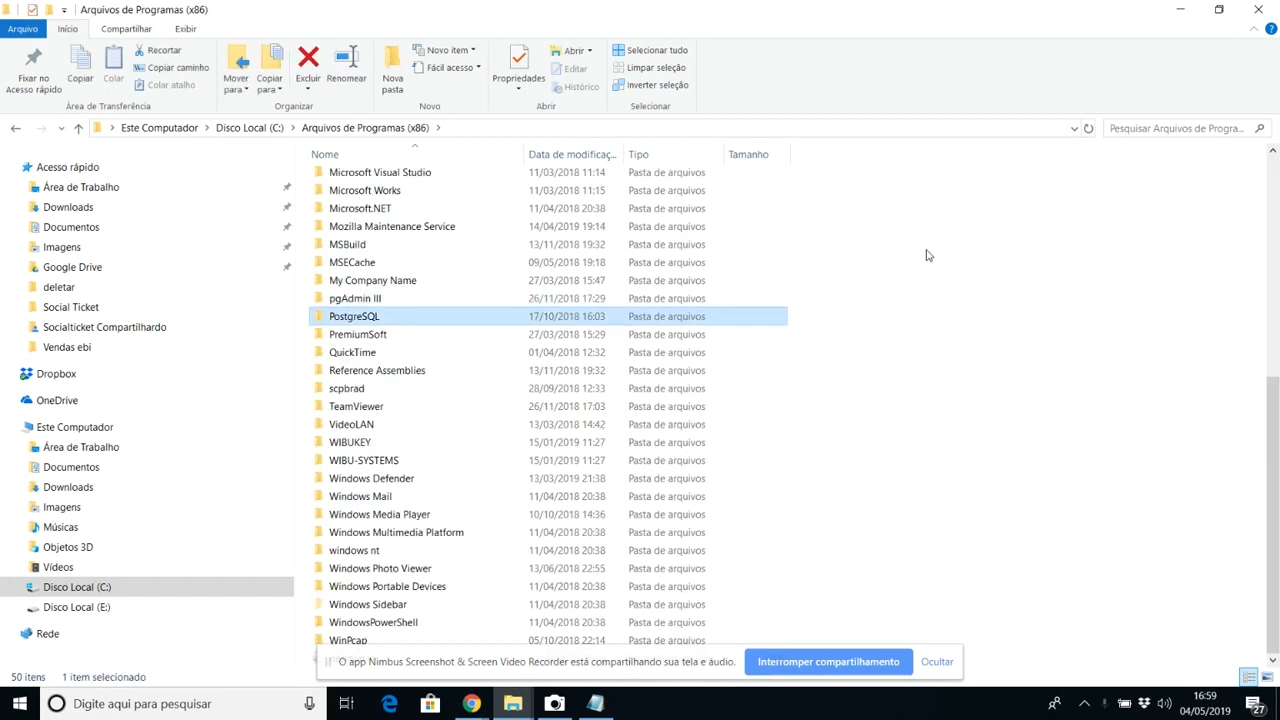 Arquivos de Programas (x86)
Arquivo Início Compartilhar Exibir
Fixar no Acesso rápido
Copiar
Colar
Recortar
Copiar caminho
Colar atalho
Mover para
Copiar para
Excluir
Renomear
Nova pasta
Novo item
Fácil acesso
Propriedades
Abrir
Editar
Histórico
Selecionar tudo
Limpar seleção
Inverter seleção
Área de Transferência Organizar Novo Abrir Selecionar
Este Computador Disco Local (C:) Arquivos de Programas (x86)
Pesquisar Arquivos de Progra...
Acesso rápido
Área de Trabalho
Downloads
Documentos
Imagens
Google Drive
deletar
Social Ticket
Socialticket Compartilhardo
Vendas ebi
Dropbox
OneDrive
Este Computador
Área de Trabalho
Documentos
Downloads
Imagens
Músicas
Objetos 3D
Vídeos
Disco Local (C:)
Disco Local (E:)
Rede
Nome Data de modificaç... Tipo Tamanho
Microsoft Visual Studio 11/03/2018 11:14 Pasta de arquivos
Microsoft Works 11/03/2018 11:15 Pasta de arquivos
Microsoft.NET 11/04/2018 20:38 Pasta de arquivos
Mozilla Maintenance Service 14/04/2019 19:14 Pasta de arquivos
MSBuild 13/11/2018 19:32 Pasta de arquivos
MSECache 09/05/2018 19:18 Pasta de arquivos
My Company Name 27/03/2018 15:47 Pasta de arquivos
pgAdmin III 26/11/2018 17:29 Pasta de arquivos
PostgreSQL 17/10/2018 16:03 Pasta de arquivos
PremiumSoft 27/03/2018 15:29 Pasta de arquivos
QuickTime 01/04/2018 12:32 Pasta de arquivos
Reference Assemblies 13/11/2018 19:32 Pasta de arquivos
scpbrad 28/09/2018 12:33 Pasta de arquivos
TeamViewer 26/11/2018 17:03 Pasta de arquivos
VideoLAN 13/03/2018 14:42 Pasta de arquivos
WIBUKEY 15/01/2019 11:27 Pasta de arquivos
WIBU-SYSTEMS 15/01/2019 11:27 Pasta de arquivos
Windows Defender 13/03/2019 21:38 Pasta de arquivos
Windows Mail 11/04/2018 20:38 Pasta de arquivos
Windows Media Player 10/10/2018 14:36 Pasta de arquivos
Windows Multimedia Platform 11/04/2018 20:38 Pasta de arquivos
windows nt 11/04/2018 20:38 Pasta de arquivos
Windows Photo Viewer 13/06/2018 22:55 Pasta de arquivos
Windows Portable Devices 11/04/2018 20:38 Pasta de arquivos
Windows Sidebar 11/04/2018 20:38 Pasta de arquivos
WindowsPowerShell 11/04/2018 20:38 Pasta de arquivos
WinPcap 05/10/2018 22:14 Pasta de arquivos
O app Nimbus Screenshot & Screen Video Recorder está compartilhando sua tela e áudio. Interromper compartilhamento Ocultar
50 itens 1 item selecionado
Digite aqui para pesquisar
16:59
04/05/2019
27